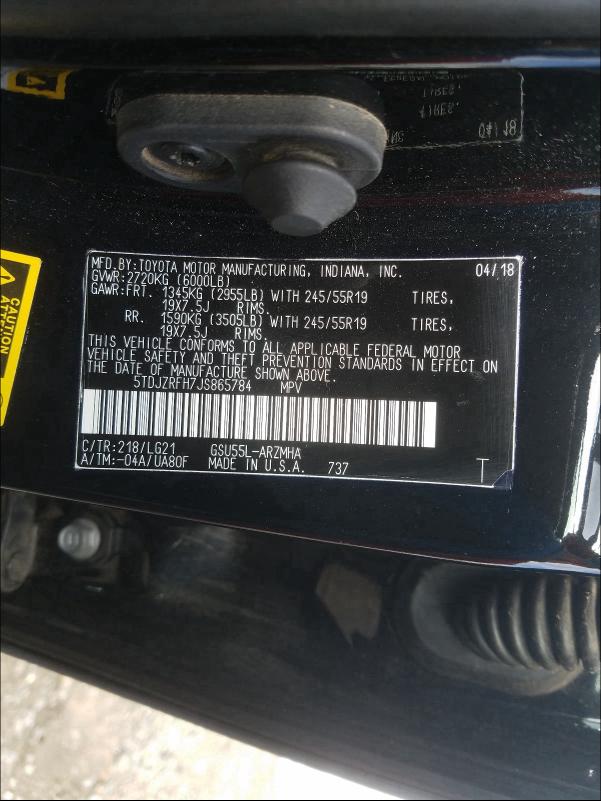 MFD.BY:TOYOTA MOTOR MANUFACTURING, INDIANA, INC. 04/18
GVWR:2720KG (6000LB)
GAWR:FRT. 1345KG (2955LB) WITH 245/55R19 TIRES,
19X7.5J RIMS.
RR. 1590KG (3505LB) WITH 245/55R19 TIRES,
19X7.5J RIMS.
THIS VEHICLE CONFORMS TO ALL APPLICABLE FEDERAL MOTOR
VEHICLE SAFETY AND THEFT PREVENTION STANDARDS IN EFFECT ON
THE DATE OF MANUFACTURE SHOWN ABOVE.
5TDJZRFH7JS865784 MPV
C/TR:218/LG21 GSU55L-ARZMHA
A/TM:-04A/UA80F MADE IN U.S.A. 737 T
CAUTION